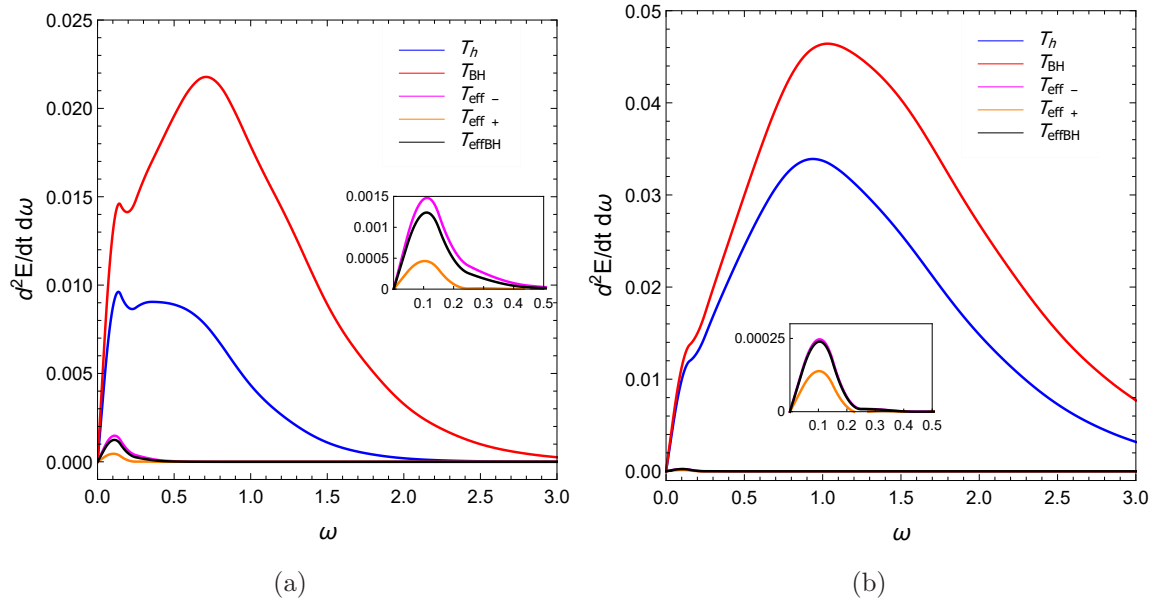 0.025
0.020
0.015
0.010
0.005
0.000
d²E/dt dω
T_h
T_BH
T_eff −
T_eff +
T_effBH
0.0015
0.001
0.0005
0
0.1 0.2 0.3 0.4 0.5
0.0 0.5 1.0 1.5 2.0 2.5 3.0
ω
(a)
0.05
0.04
0.03
0.02
0.01
0.00
d²E/dt dω
T_h
T_BH
T_eff −
T_eff +
T_effBH
0.00025
0
0.1 0.2 0.3 0.4 0.5
0.0 0.5 1.0 1.5 2.0 2.5 3.0
ω
(b)